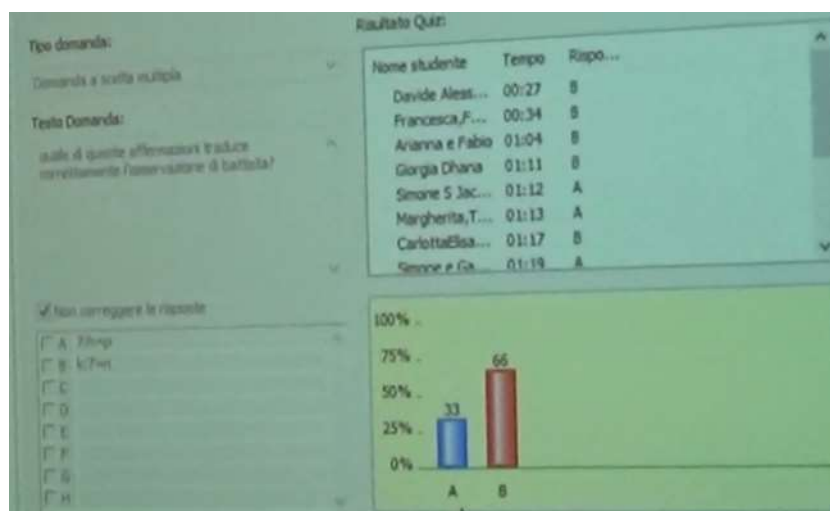 Tipo domanda:
Domanda a scelta multipla
Testo Domanda:
quale di queste affermazioni traduce
correttamente l'osservazione di battista?
Non correggere le risposte
A
B k:7=n
C
D
E
F
G
H
Risultato Quiz:
Nome studente Tempo Rispo...
Davide Aless... 00:27 B
Francesca,F... 00:34 B
Arianna e Fabio 01:04 B
Giorgia Dhana 01:11 B
Simone S Jac... 01:12 A
Margherita,T... 01:13 A
CarlottaElisa... 01:17 B
Simone e Ga... 01:19 A
100%
75%
50%
25%
0%
33
66
A B